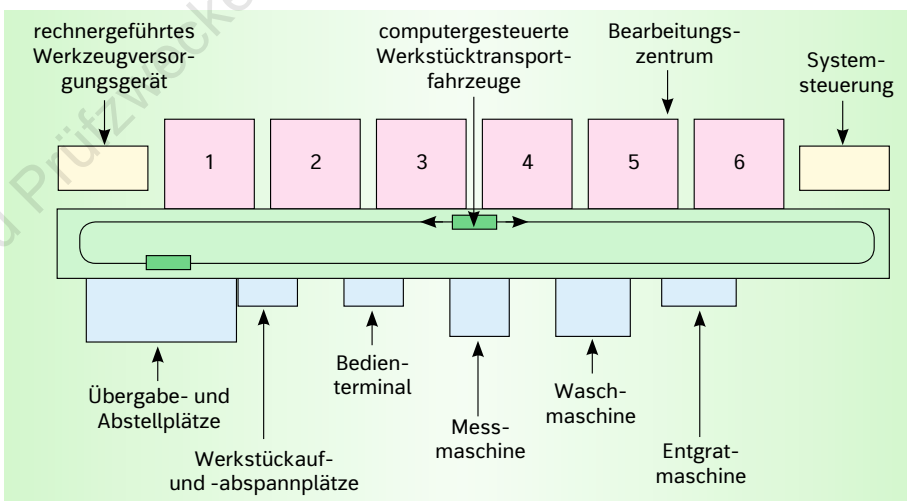 rechnergeführtes
Werkzeugversor-
gungsgerät
computergesteuerte
Werkstücktransport-
fahrzeuge
Bearbeitungs-
zentrum
System-
steuerung
1
2
3
4
5
6
Übergabe- und
Abstellplätze
Werkstückauf-
und -abspannplätze
Bedien-
terminal
Mess-
maschine
Wasch-
maschine
Entgrat-
maschine
d Prüfzwecke